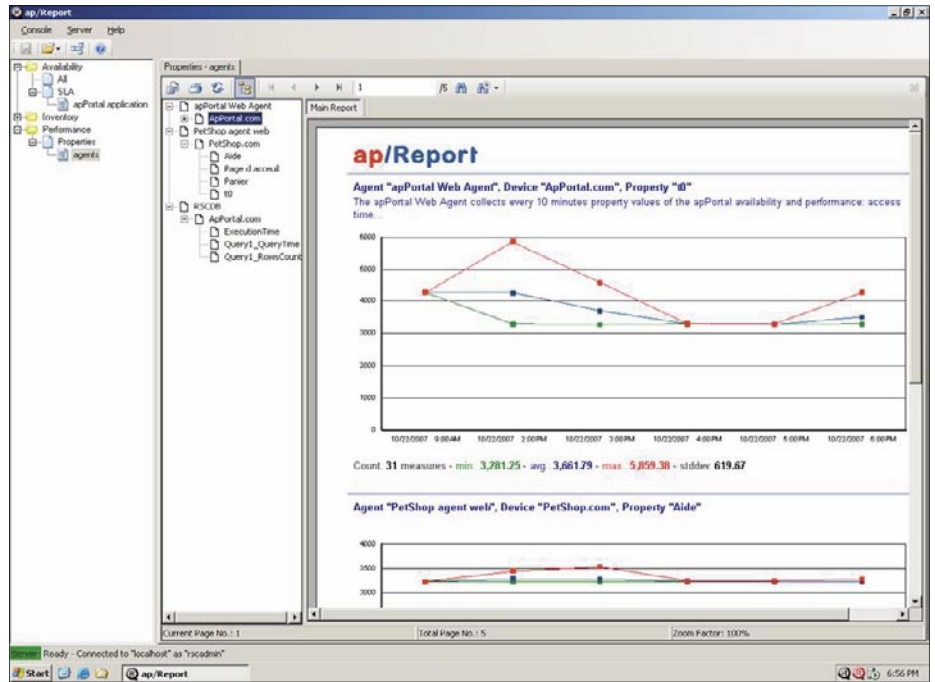 ap/Report
Console Server Help
Availability
All
SLA
apPortal application
Inventory
Performance
Properties
agents
Properties - agents
1 /5
apPortal Web Agent
ApPortal.com
PetShop agent web
PetShop.com
Aide
Page d acceuil
Panier
t0
RSCDB
ApPortal.com
ExecutionTime
Query1_QueryTime
Query1_RowsCount
Main Report
ap/Report
Agent "apPortal Web Agent", Device "ApPortal.com", Property "t0"
The apPortal Web Agent collects every 10 minutes property values of the apPortal availability and performance: access
time...
6000
5000
4000
3000
2000
1000
0
10/22/2007 9:00AM 10/22/2007 2:00PM 10/22/2007 3:00PM 10/22/2007 4:00PM 10/22/2007 5:00PM 10/22/2007 6:00PM
Count 31 measures - min 3,281.25 - avg 3,661.79 - max 5,859.38 - stddev 619.67
Agent "PetShop agent web", Device "PetShop.com", Property "Aide"
4000
3500
3000
Current Page No.: 1 Total Page No.: 5 Zoom Factor: 100%
Server Ready - Connected to "localhost" as "rscadmin"
Start ap/Report 6:56 PM